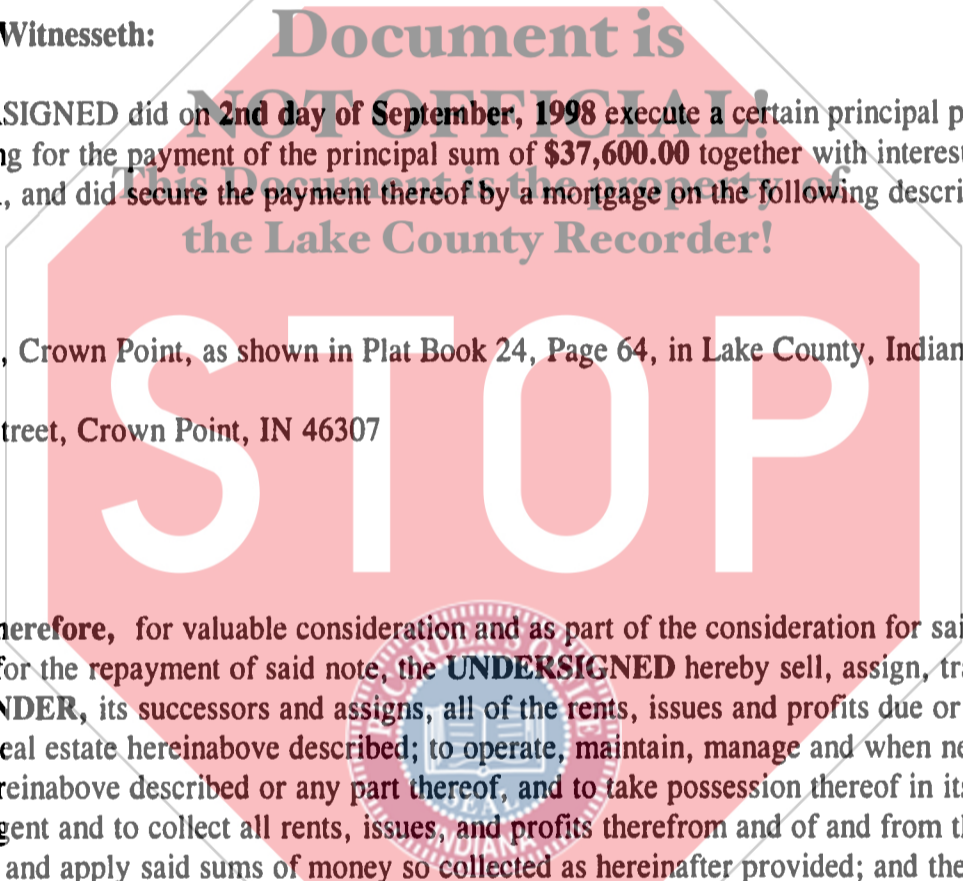 Witnesseth:
Document is
SIGNED did on 2nd day of September, 1998 execute a certain principal p
NOT OFFICIAL!
ng for the payment of the principal sum of $37,600.00 together with interest
This Document is the property of
, and did secure the payment thereof by a mortgage on the following descri
the Lake County Recorder!
, Crown Point, as shown in Plat Book 24, Page 64, in Lake County, Indian
treet, Crown Point, IN 46307
STOP
herefore, for valuable consideration and as part of the consideration for sai
for the repayment of said note, the UNDERSIGNED hereby sell, assign, tr
NDER, its successors and assigns, all of the rents, issues and profits due or
eal estate hereinabove described; to operate, maintain, manage and when ne
reinabove described or any part thereof, and to take possession thereof in its
gent and to collect all rents, issues, and profits therefrom and of and from t
and apply said sums of money so collected as hereinafter provided; and the
RECORDER'S OFFICE
SEAL
INDIANA